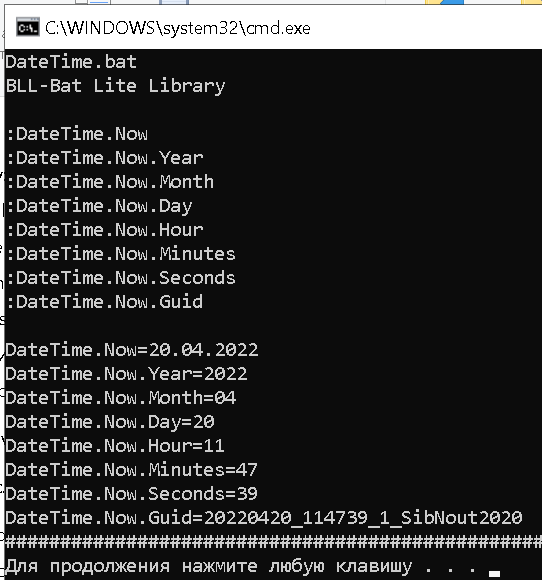 C:\WINDOWS\system32\cmd.exe
DateTime.bat
BLL-Bat Lite Library
:DateTime.Now
:DateTime.Now.Year
:DateTime.Now.Month
:DateTime.Now.Day
:DateTime.Now.Hour
:DateTime.Now.Minutes
:DateTime.Now.Seconds
:DateTime.Now.Guid
DateTime.Now=20.04.2022
DateTime.Now.Year=2022
DateTime.Now.Month=04
DateTime.Now.Day=20
DateTime.Now.Hour=11
DateTime.Now.Minutes=47
DateTime.Now.Seconds=39
DateTime.Now.Guid=20220420_114739_1_SibNout2020
#################################################
Для продолжения нажмите любую клавишу . . .